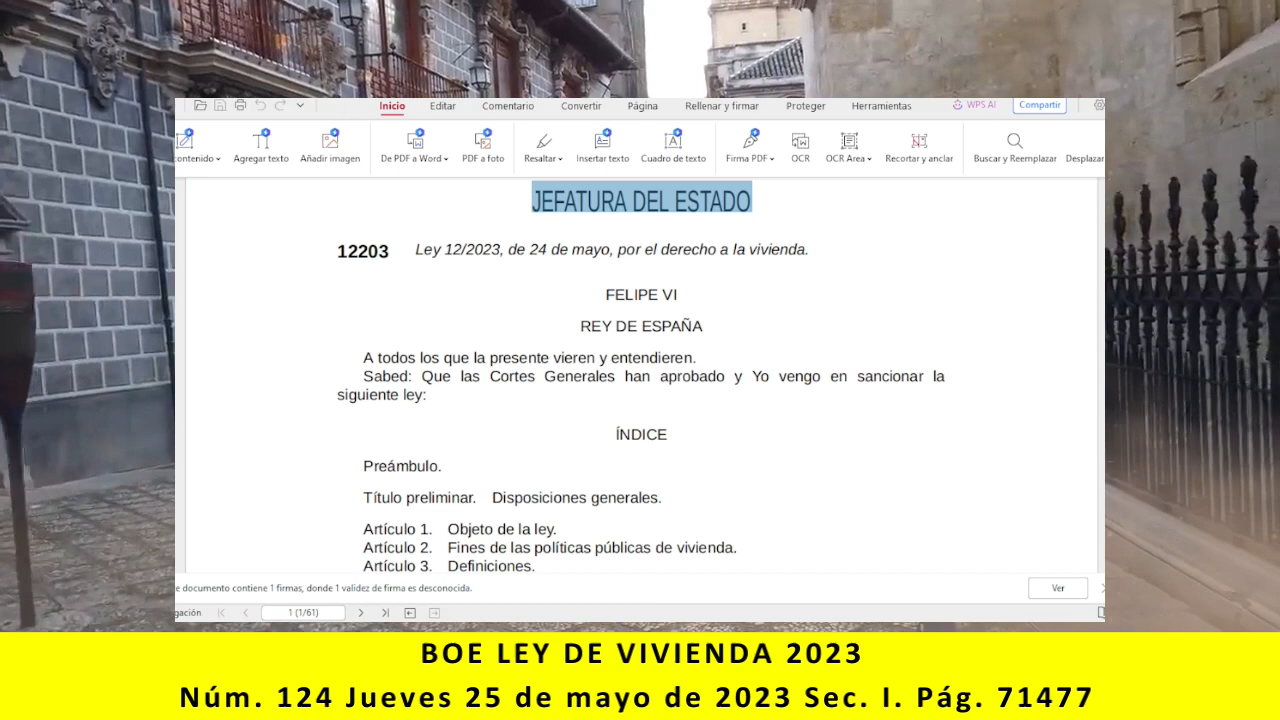 Inicio Editar Comentario Convertir Página Rellenar y firmar Proteger Herramientas WPS AI Compartir
contenido Agregar texto Añadir imagen De PDF a Word PDF a foto Resaltar Insertar texto Cuadro de texto Firma PDF OCR OCR Area Recortar y anclar Buscar y Reemplazar Desplazar
JEFATURA DEL ESTADO
12203 Ley 12/2023, de 24 de mayo, por el derecho a la vivienda.
FELIPE VI
REY DE ESPAÑA
A todos los que la presente vieren y entendieren.
Sabed: Que las Cortes Generales han aprobado y Yo vengo en sancionar la
siguiente ley:
ÍNDICE
Preámbulo.
Título preliminar. Disposiciones generales.
Artículo 1. Objeto de la ley.
Artículo 2. Fines de las políticas públicas de vivienda.
Artículo 3. Definiciones.
e documento contiene 1 firmas, donde 1 validez de firma es desconocida. Ver
gación 1 (1/61)
BOE LEY DE VIVIENDA 2023
Núm. 124 Jueves 25 de mayo de 2023 Sec. I. Pág. 71477